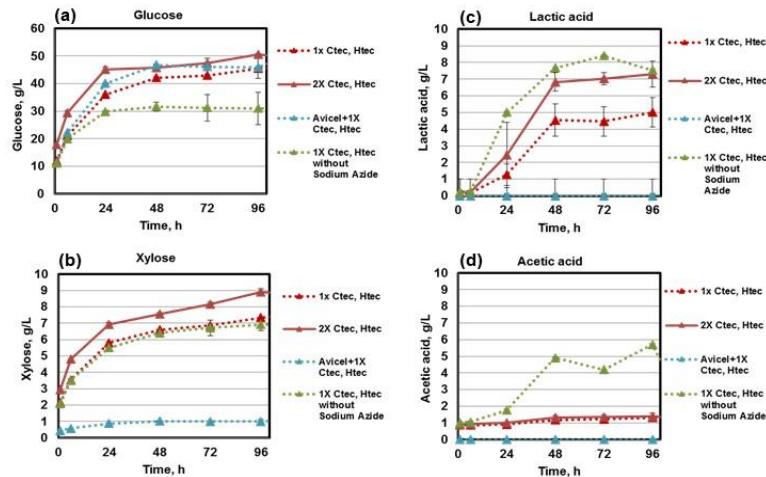 (a)
Glucose
Glucose, g/L
60
50
40
30
20
10
0
0 24 48 72 96
Time, h
1x Ctec, Htec
2X Ctec, Htec
Avicel+1X
Ctec, Htec
1X Ctec, Htec
without
Sodium Azide
(c)
Lactic acid
Lactic acid, g/L
10
9
8
7
6
5
4
3
2
1
0
0 24 48 72 96
Time, h
1x Ctec, Htec
2X Ctec, Htec
Avicel+1X
Ctec, Htec
1X Ctec, Htec
without Sodium
Azide
(b)
Xylose
Xylose, g/L
10
9
8
7
6
5
4
3
2
1
0
0 24 48 72 96
Time, h
1x Ctec, Htec
2X Ctec, Htec
Avicel+1X
Ctec, Htec
1X Ctec, Htec
without
Sodium Azide
(d)
Acetic acid
Acetic acid, g/L
10
9
8
7
6
5
4
3
2
1
0
0 24 48 72 96
Time, h
1x Ctec, Htec
2X Ctec, Htec
Avicel+1X
Ctec, Htec
1X Ctec, Htec
without Sodium
Azide